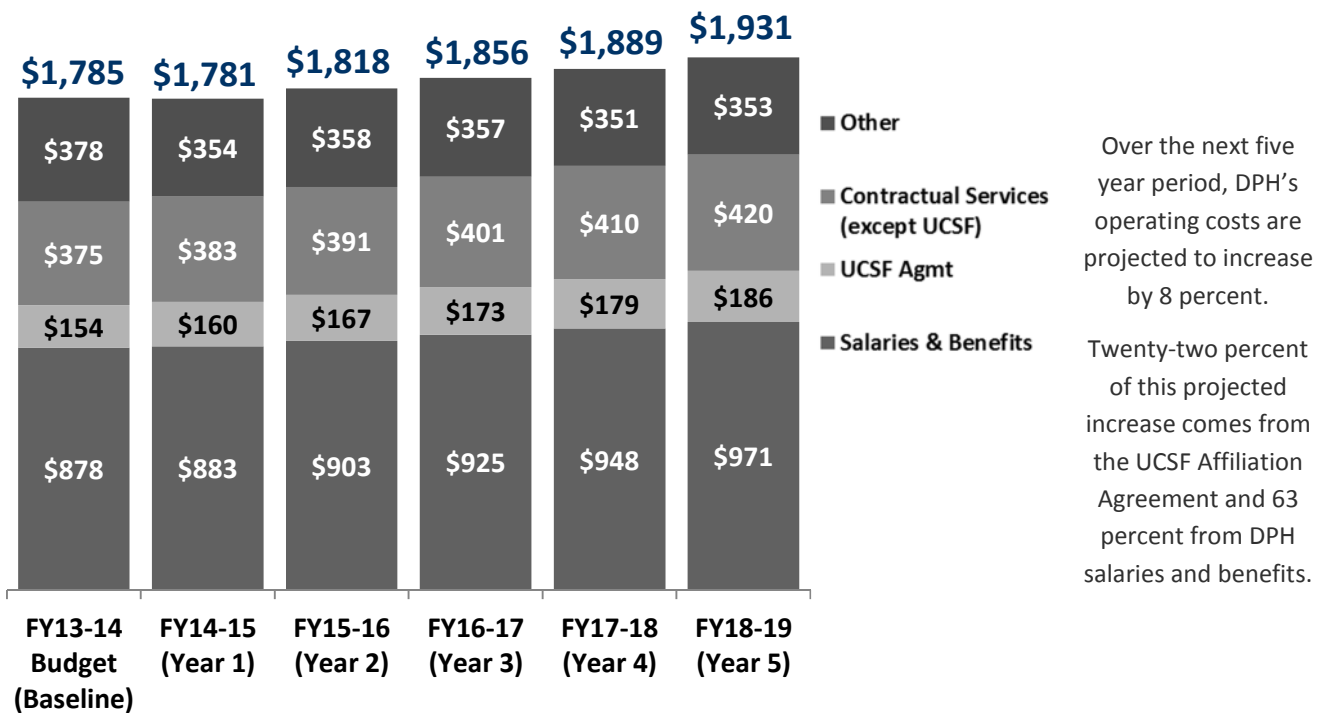 $1,785
$1,781
$1,818
$1,856
$1,889
$1,931
$378
$354
$358
$357
$351
$353
$375
$383
$391
$401
$410
$420
$154
$160
$167
$173
$179
$186
$878
$883
$903
$925
$948
$971
FY13-14
Budget
(Baseline)
FY14-15
(Year 1)
FY15-16
(Year 2)
FY16-17
(Year 3)
FY17-18
(Year 4)
FY18-19
(Year 5)
Other
Contractual Services
(except UCSF)
UCSF Agmt
Salaries & Benefits
Over the next five
year period, DPH’s
operating costs are
projected to increase
by 8 percent.
Twenty-two percent
of this projected
increase comes from
the UCSF Affiliation
Agreement and 63
percent from DPH
salaries and benefits.